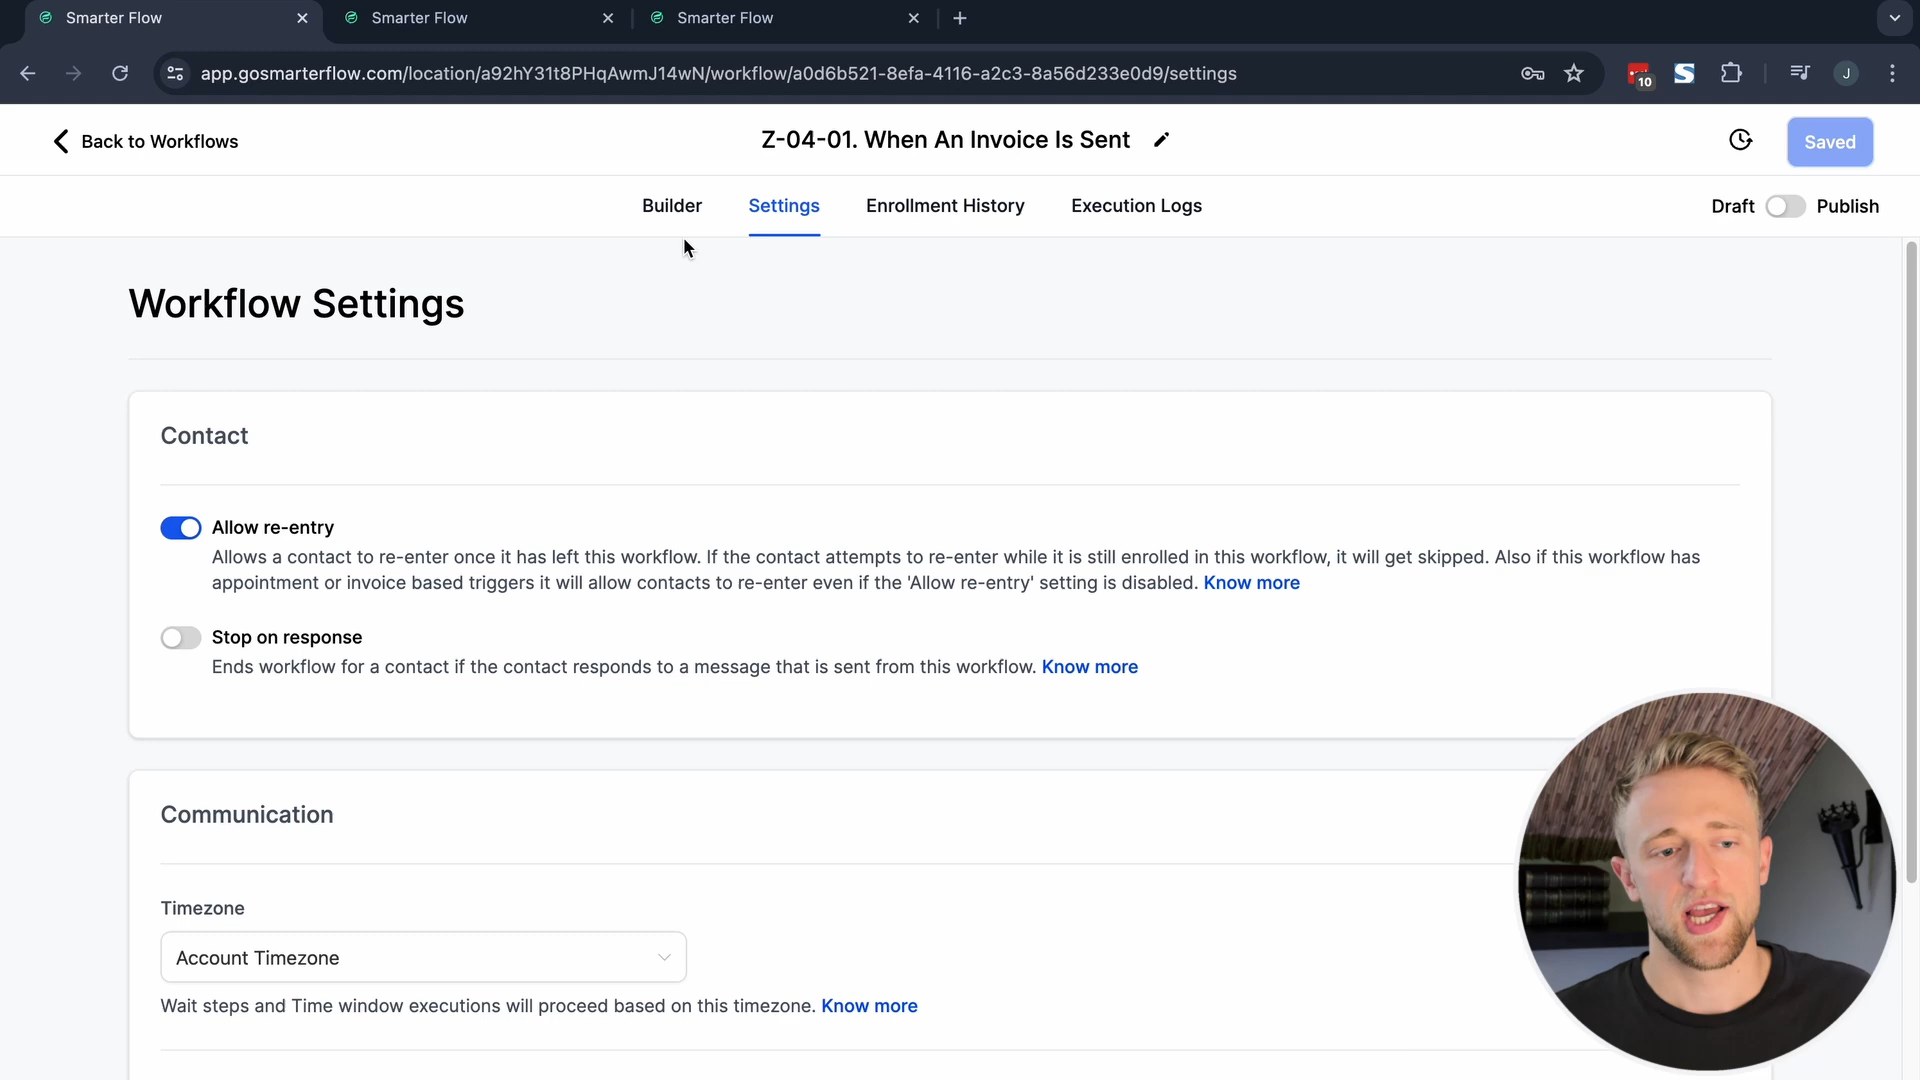 Smarter Flow
Smarter Flow
Smarter Flow
app.gosmarterflow.com/location/a92hY31t8PHqAwmJ14wN/workflow/a0d6b521-8efa-4116-a2c3-8a56d233e0d9/settings
10
J
Back to Workflows
Z-04-01. When An Invoice Is Sent
Saved
Builder
Settings
Enrollment History
Execution Logs
Draft
Publish
Workflow Settings
Contact
Allow re-entry
Allows a contact to re-enter once it has left this workflow. If the contact attempts to re-enter while it is still enrolled in this workflow, it will get skipped. Also if this workflow has
appointment or invoice based triggers it will allow contacts to re-enter even if the 'Allow re-entry' setting is disabled. Know more
Stop on response
Ends workflow for a contact if the contact responds to a message that is sent from this workflow. Know more
Communication
Timezone
Account Timezone
Wait steps and Time window executions will proceed based on this timezone. Know more